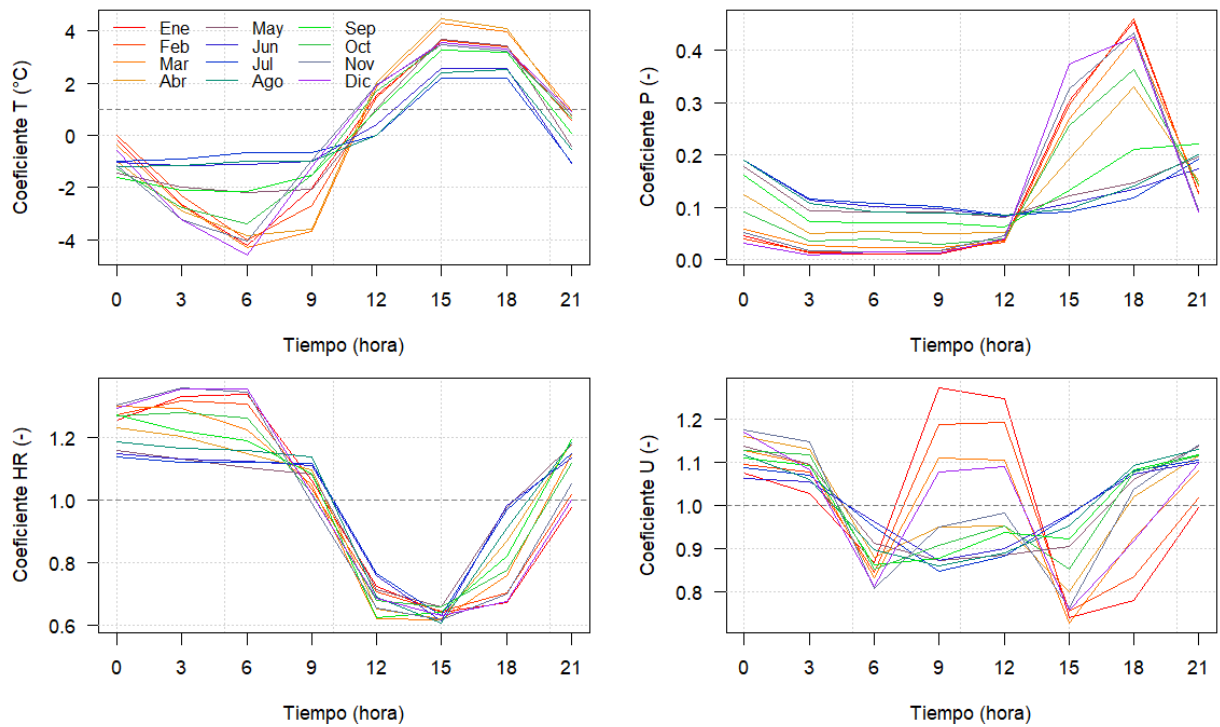 Coeficiente T (°C)
4
2
0
-2
-4
Ene
Feb
Mar
Abr
May
Jun
Jul
Ago
Sep
Oct
Nov
Dic
0 3 6 9 12 15 18 21
Tiempo (hora)
Coeficiente P (-)
0.4
0.3
0.2
0.1
0.0
0 3 6 9 12 15 18 21
Tiempo (hora)
Coeficiente HR (-)
1.2
1.0
0.8
0.6
0 3 6 9 12 15 18 21
Tiempo (hora)
Coeficiente U (-)
1.2
1.1
1.0
0.9
0.8
0 3 6 9 12 15 18 21
Tiempo (hora)